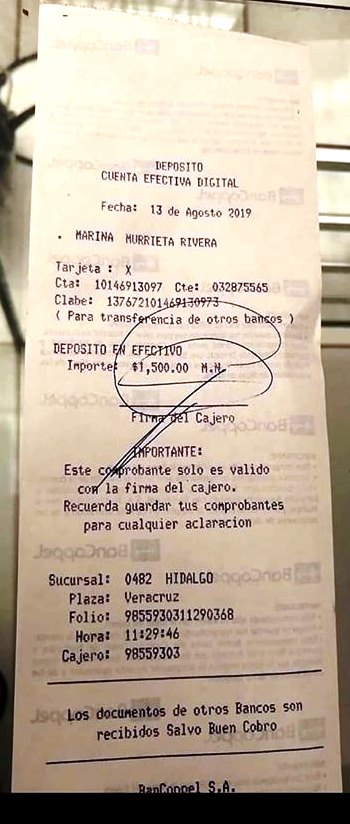 DEPOSITO
CUENTA EFECTIVA DIGITAL
Fecha: 13 de Agosto 2019
MARINA MURRIETA RIVERA
Tarjeta : X
Cta: 10146913097 Cte: 032875565
Clabe: 137672101469130973
( Para transferencia de otros bancos )
DEPOSITO EN EFECTIVO
Importe: $1,500.00 M.N.
Firma del Cajero
IMPORTANTE:
Este comprobante solo es valido
con la firma del cajero.
Recuerda guardar tus comprobantes
para cualquier aclaracion
Sucursal: 0482 HIDALGO
Plaza: Veracruz
Folio: 9855930311290368
Hora: 11:29:46
Cajero: 98559303
Los documentos de otros Bancos son
recibidos Salvo Buen Cobro
BanCoppel S.A.